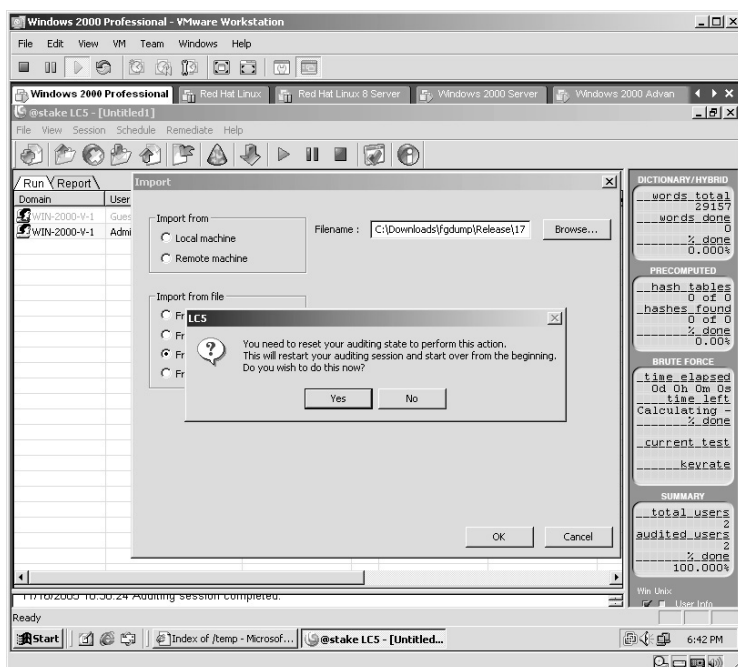 Windows 2000 Professional - VMware Workstation
File Edit View VM Team Windows Help
Windows 2000 Professional Red Hat Linux Red Hat Linux 8 Server Windows 2000 Server Windows 2000 Advan
@stake LC5 - [Untitled1]
File View Session Schedule Remediate Help
Run Report
Domain User
WIN-2000-V-1 Gues
WIN-2000-V-1 Admi
Import
Import from
Local machine
Remote machine
Filename : C:\Downloads\fgdump\Release\17 Browse...
Import from file
Fr
Fr
Fr
Fr
LC5
You need to reset your auditing state to perform this action.
This will restart your auditing session and start over from the beginning.
Do you wish to do this now?
Yes No
OK Cancel
DICTIONARY/HYBRID
words total
29157
words done
0
% done
0.000%
PRECOMPUTED
hash tables
0 of 0
hashes found
0 of 0
% done
0.00%
BRUTE FORCE
time elapsed
0d 0h 0m 0s
time left
Calculating -
% done
current test
keyrate
SUMMARY
total users
2
audited users
2
% done
100.000%
Win Unix
User Info
Auditing session completed.
Ready
Start Index of /temp - Microsof... @stake LC5 - [Untitled... 6:42 PM